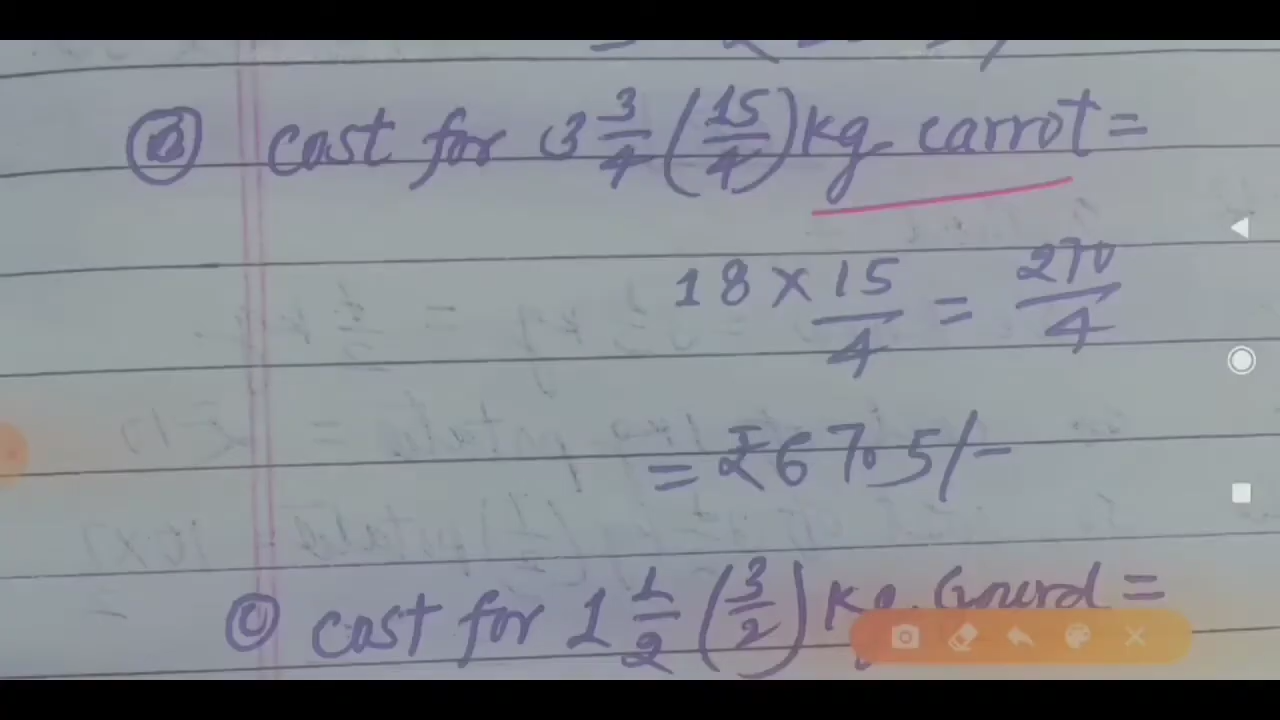 (b) cost for 3 3/4 (15/4) kg. carrot =
18 × 15/4 = 270/4
= ₹67.5/-
(c) cost for 1 1/2 (3/2) kg. Gourd =